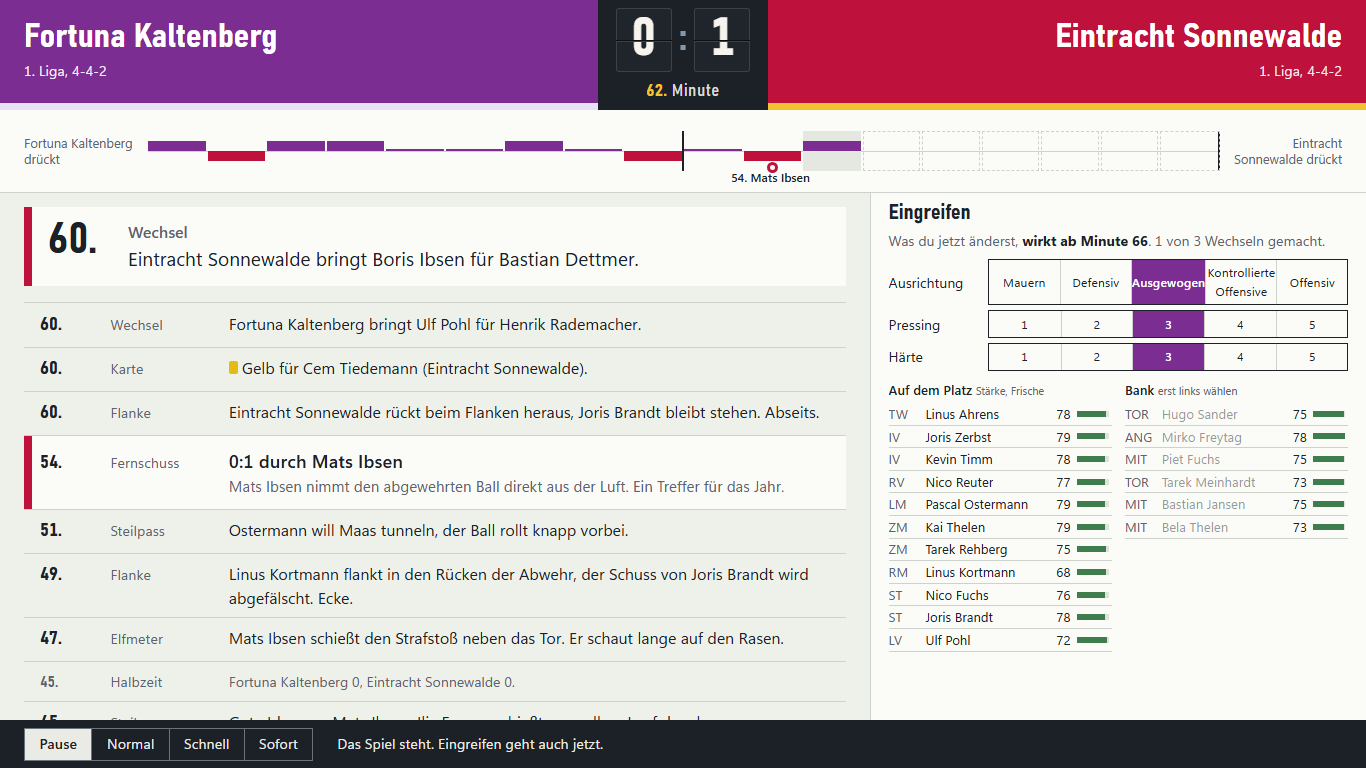 Fortuna Kaltenberg
1. Liga, 4-4-2
0 : 1
62. Minute
Eintracht Sonnewalde
1. Liga, 4-4-2
Fortuna Kaltenberg
drückt
54. Mats Ibsen
Eintracht
Sonnewalde drückt
60.
Wechsel
Eintracht Sonnewalde bringt Boris Ibsen für Bastian Dettmer.
60. Wechsel Fortuna Kaltenberg bringt Ulf Pohl für Henrik Rademacher.
60. Karte Gelb für Cem Tiedemann (Eintracht Sonnewalde).
60. Flanke Eintracht Sonnewalde rückt beim Flanken heraus, Joris Brandt bleibt stehen. Abseits.
54. Fernschuss 0:1 durch Mats Ibsen
Mats Ibsen nimmt den abgewehrten Ball direkt aus der Luft. Ein Treffer für das Jahr.
51. Steilpass Ostermann will Maas tunneln, der Ball rollt knapp vorbei.
49. Flanke Linus Kortmann flankt in den Rücken der Abwehr, der Schuss von Joris Brandt wird
abgefälscht. Ecke.
47. Elfmeter Mats Ibsen schießt den Strafstoß neben das Tor. Er schaut lange auf den Rasen.
45. Halbzeit Fortuna Kaltenberg 0, Eintracht Sonnewalde 0.
Eingreifen
Was du jetzt änderst, wirkt ab Minute 66. 1 von 3 Wechseln gemacht.
Ausrichtung Mauern Defensiv Ausgewogen Kontrollierte Offensive Offensiv
Pressing 1 2 3 4 5
Härte 1 2 3 4 5
Auf dem Platz Stärke, Frische
TW Linus Ahrens 78
IV Joris Zerbst 79
IV Kevin Timm 78
RV Nico Reuter 77
LM Pascal Ostermann 79
ZM Kai Thelen 79
ZM Tarek Rehberg 75
RM Linus Kortmann 68
ST Nico Fuchs 76
ST Joris Brandt 78
LV Ulf Pohl 72
Bank erst links wählen
TOR Hugo Sander 75
ANG Mirko Freytag 78
MIT Piet Fuchs 75
TOR Tarek Meinhardt 73
MIT Bastian Jansen 75
MIT Bela Thelen 73
Pause Normal Schnell Sofort Das Spiel steht. Eingreifen geht auch jetzt.